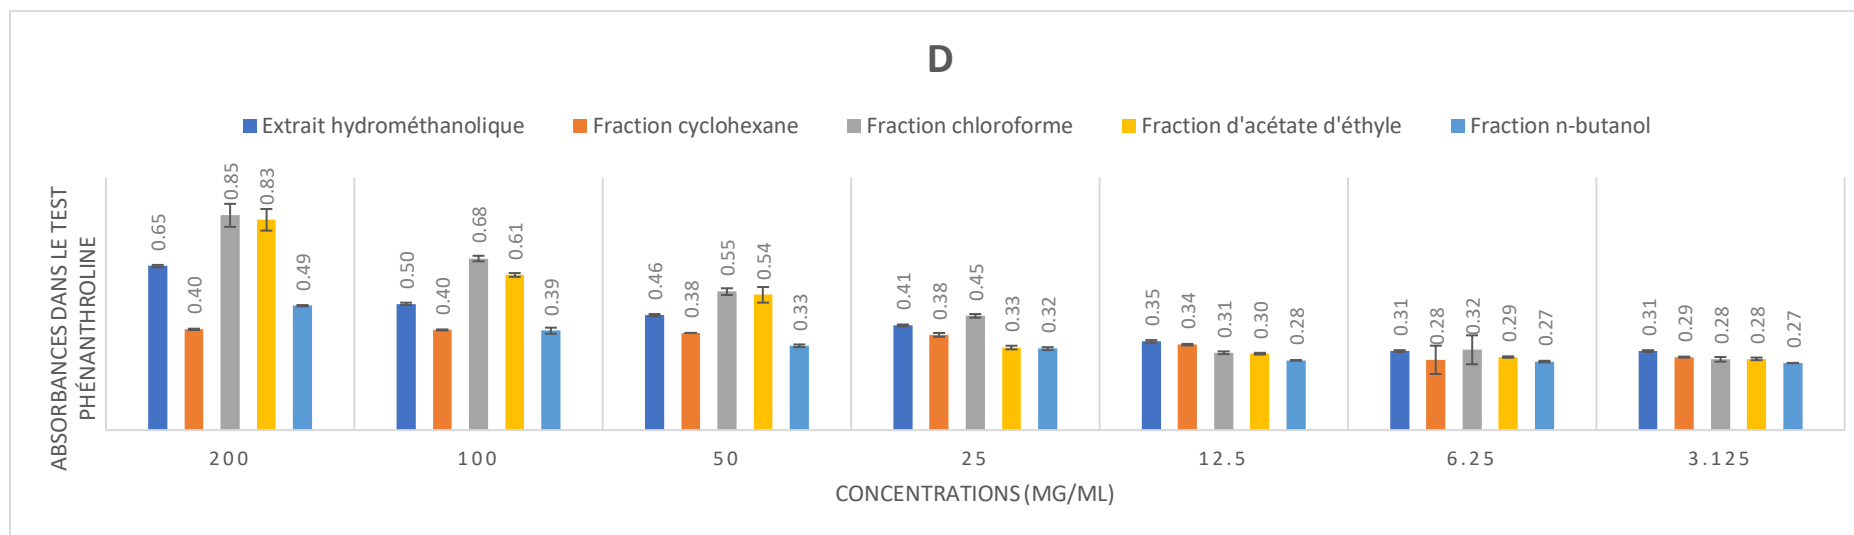 D
Extrait hydrométhanolique Fraction cyclohexane Fraction chloroforme Fraction d'acétate d'éthyle Fraction n-butanol
ABSORBANCES DANS LE TEST
PHÉNANTHROLINE
0.65 0.40 0.85 0.83 0.49
0.50 0.40 0.68 0.61 0.39
0.46 0.38 0.55 0.54 0.33
0.41 0.38 0.45 0.33 0.32
0.35 0.34 0.31 0.30 0.28
0.31 0.28 0.32 0.29 0.27
0.31 0.29 0.28 0.28 0.27
200 100 50 25 12.5 6.25 3.125
CONCENTRATIONS (MG/ML)